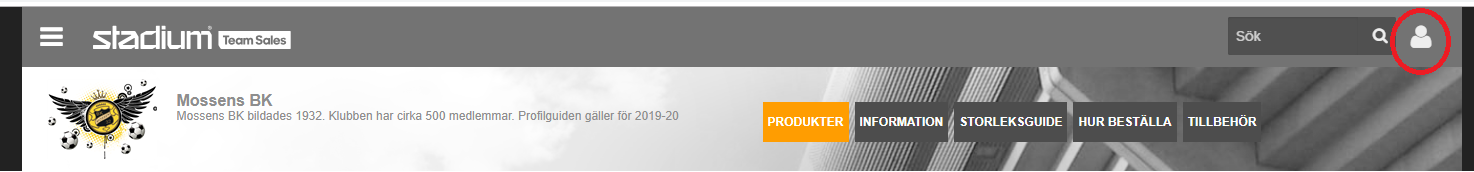 stadium Team Sales
Sök
Mossens BK
Mossens BK bildades 1932. Klubben har cirka 500 medlemmar. Profilguiden gäller för 2019-20
PRODUKTER INFORMATION STORLEKSGUIDE HUR BESTÄLLA TILLBEHÖR